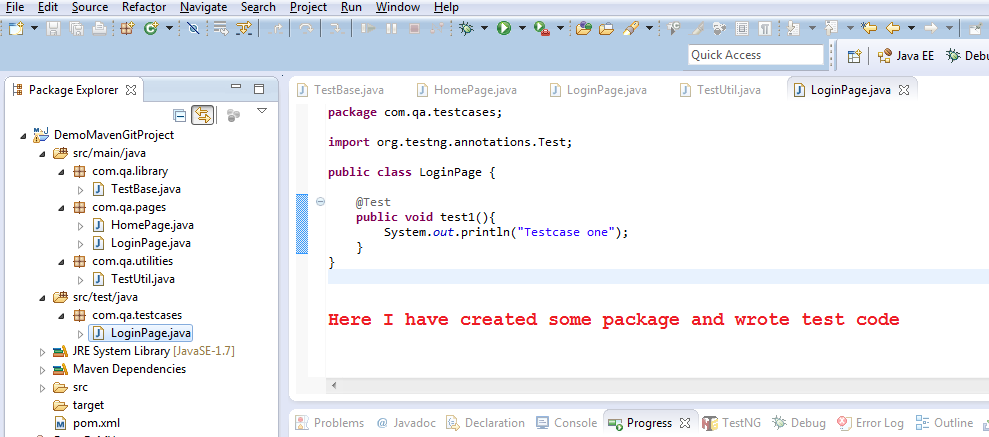 File Edit Source Refactor Navigate Search Project Run Window Help
Quick Access
Java EE
Package Explorer
DemoMavenGitProject
src/main/java
com.qa.library
TestBase.java
com.qa.pages
HomePage.java
LoginPage.java
com.qa.utilities
TestUtil.java
src/test/java
com.qa.testcases
LoginPage.java
JRE System Library [JavaSE-1.7]
Maven Dependencies
src
target
pom.xml
TestBase.java HomePage.java LoginPage.java TestUtil.java LoginPage.java
package com.qa.testcases;
import org.testng.annotations.Test;
public class LoginPage {
@Test
public void test1(){
System.out.println("Testcase one");
}
}
Here I have created some package and wrote test code
Problems @ Javadoc Declaration Console Progress TestNG Debug Error Log Outline